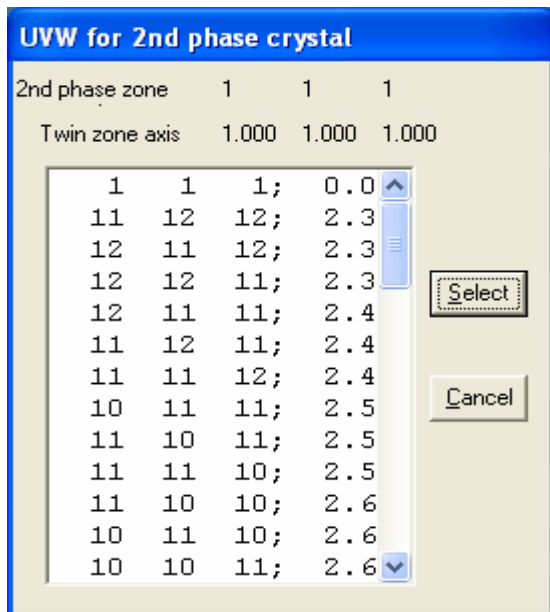 UVW for 2nd phase crystal
2nd phase zone 1 1 1
Twin zone axis 1.000 1.000 1.000
1 1 1; 0.0
11 12 12; 2.3
12 11 12; 2.3
12 12 11; 2.3
12 11 11; 2.4
11 12 11; 2.4
11 11 12; 2.4
10 11 11; 2.5
11 10 11; 2.5
11 11 10; 2.5
11 10 10; 2.6
10 11 10; 2.6
10 10 11; 2.6
Select
Cancel